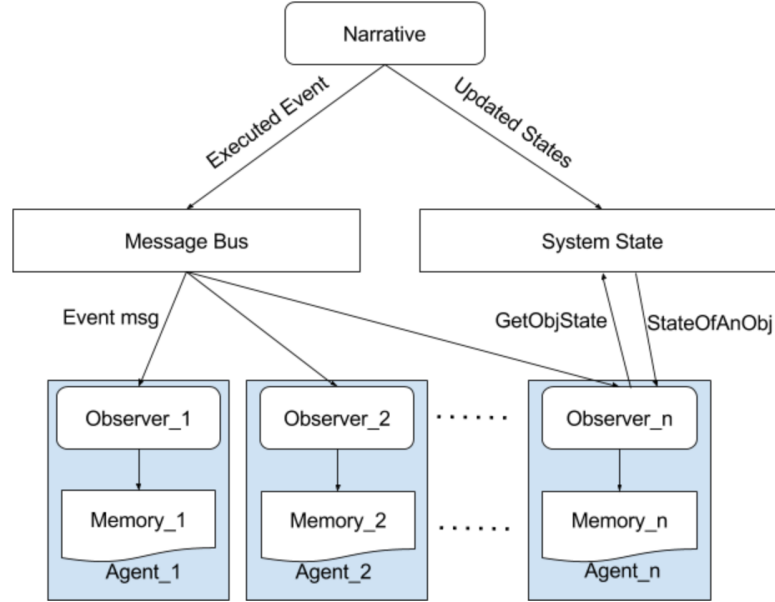 Narrative
Executed Event
Updated States
Message Bus
System State
Event msg
GetObjState
StateOfAnObj
Observer_1
Observer_2
Observer_n
Memory_1
Memory_2
Memory_n
Agent_1
Agent_2
Agent_n